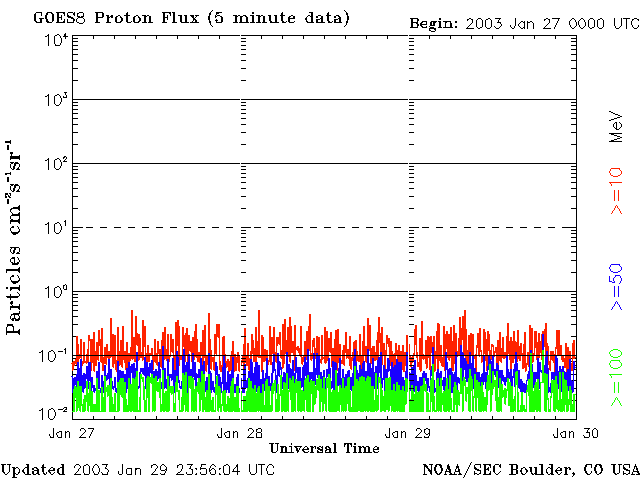 GOES8 Proton Flux (5 minute data)
Begin: 2003 Jan 27 0000 UTC
Particles cm⁻²s⁻¹sr⁻¹
10⁴
10³
10²
10¹
10⁰
10⁻¹
10⁻²
MeV
>=10
>=50
>=100
Jan 27
Jan 28
Jan 29
Jan 30
Universal Time
Updated 2003 Jan 29 23:56:04 UTC
NOAA/SEC Boulder, CO USA